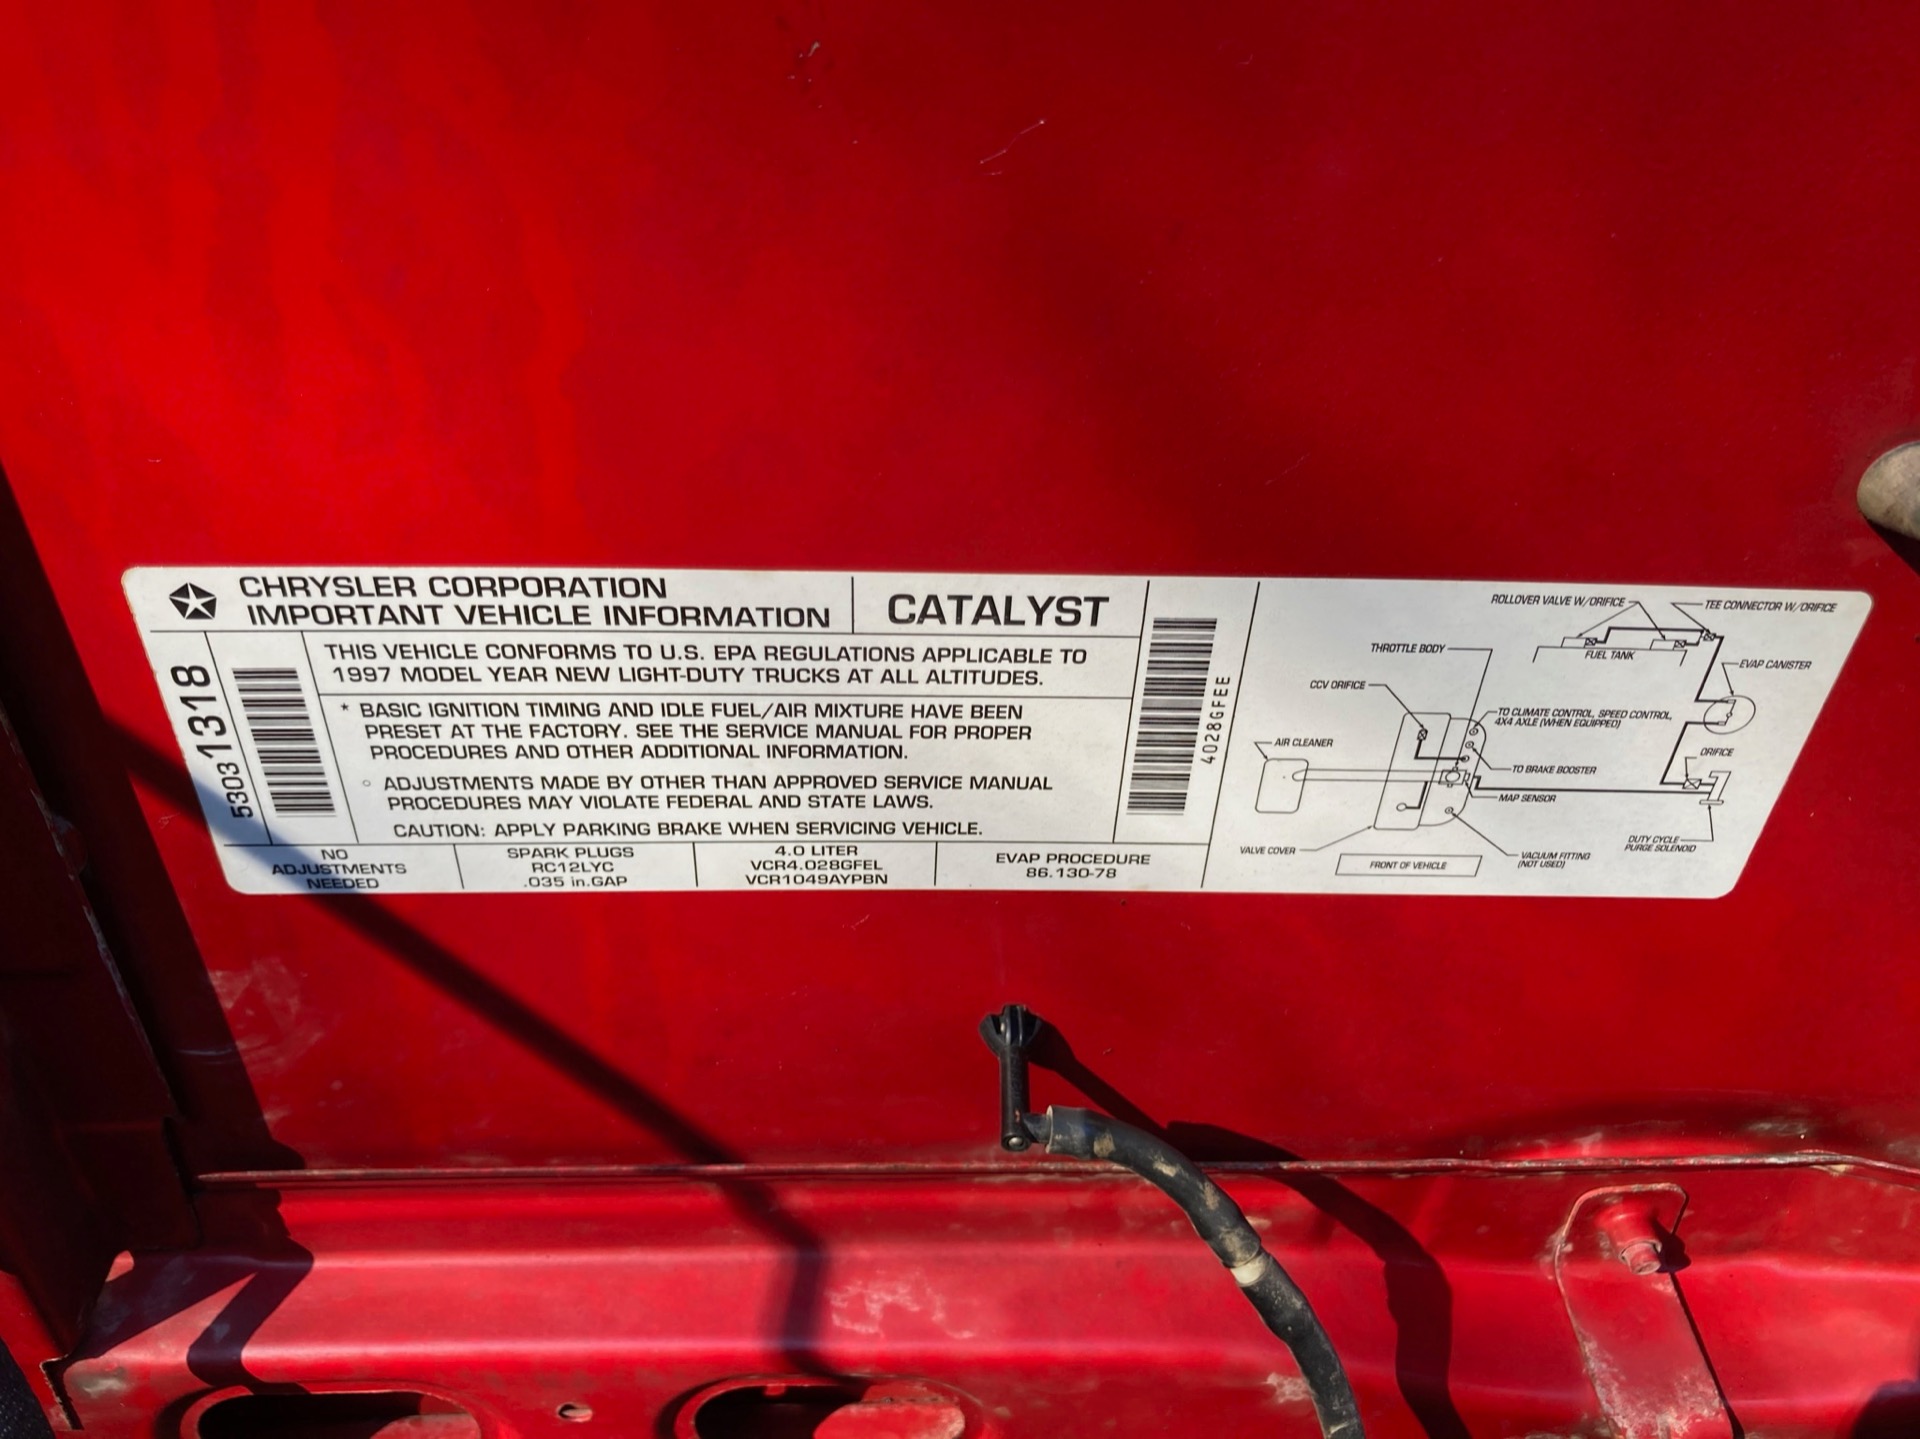 CHRYSLER CORPORATION
IMPORTANT VEHICLE INFORMATION
CATALYST
53031318
THIS VEHICLE CONFORMS TO U.S. EPA REGULATIONS APPLICABLE TO
1997 MODEL YEAR NEW LIGHT-DUTY TRUCKS AT ALL ALTITUDES.
* BASIC IGNITION TIMING AND IDLE FUEL/AIR MIXTURE HAVE BEEN
PRESET AT THE FACTORY. SEE THE SERVICE MANUAL FOR PROPER
PROCEDURES AND OTHER ADDITIONAL INFORMATION.
° ADJUSTMENTS MADE BY OTHER THAN APPROVED SERVICE MANUAL
PROCEDURES MAY VIOLATE FEDERAL AND STATE LAWS.
CAUTION: APPLY PARKING BRAKE WHEN SERVICING VEHICLE.
NO
ADJUSTMENTS
NEEDED
SPARK PLUGS
RC12LYC
.035 in.GAP
4.0 LITER
VCR4.028GFEL
VCR1049AYPBN
EVAP PROCEDURE
86.130-78
4028GFEE
ROLLOVER VALVE W/ORIFICE
TEE CONNECTOR W/ORIFICE
FUEL TANK
THROTTLE BODY
EVAP CANISTER
CCV ORIFICE
TO CLIMATE CONTROL, SPEED CONTROL,
4X4 AXLE (WHEN EQUIPPED)
AIR CLEANER
ORIFICE
TO BRAKE BOOSTER
MAP SENSOR
VALVE COVER
FRONT OF VEHICLE
VACUUM FITTING
(NOT USED)
DUTY CYCLE
PURGE SOLENOID